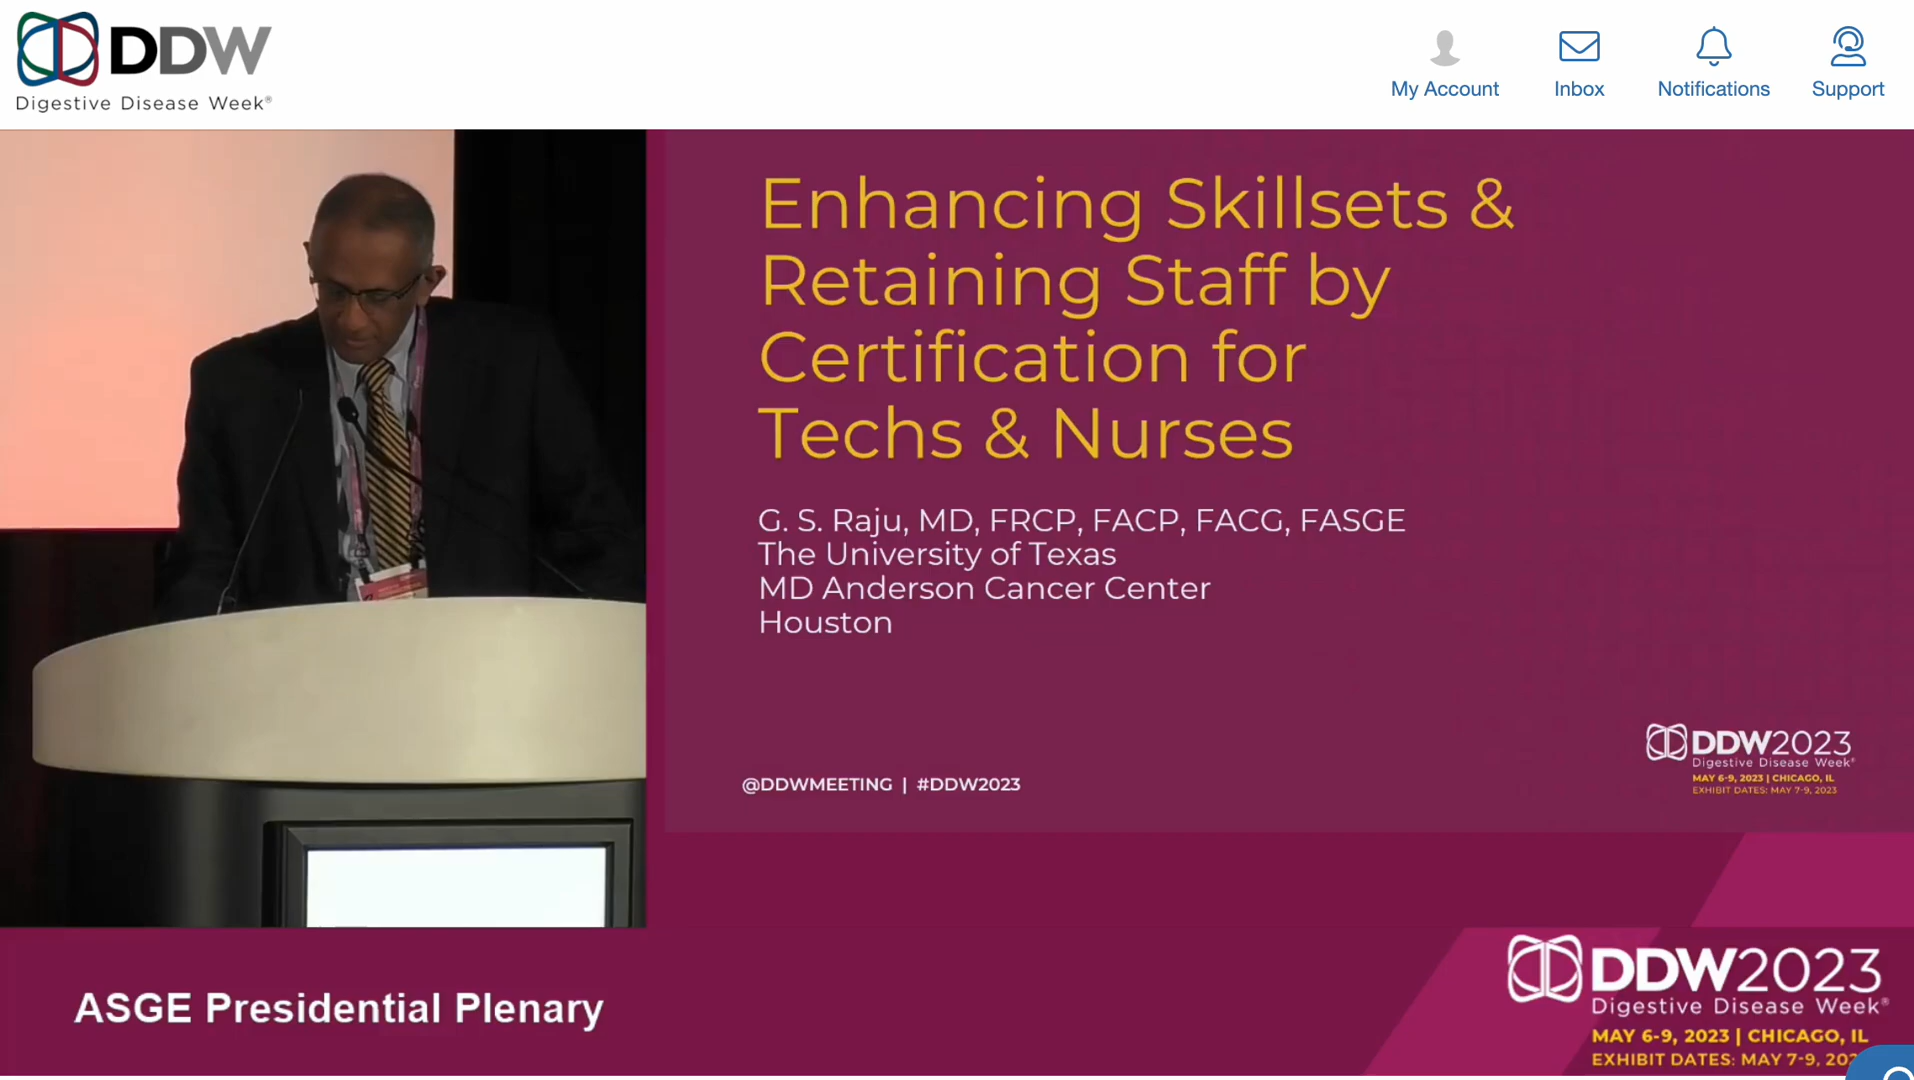 DDW
Digestive Disease Week®
My Account
Inbox
Notifications
Support
Enhancing Skillsets &
Retaining Staff by
Certification for
Techs & Nurses
G. S. Raju, MD, FRCP, FACP, FACG, FASGE
The University of Texas
MD Anderson Cancer Center
Houston
@DDWMEETING | #DDW2023
DDW2023
Digestive Disease Week®
MAY 6-9, 2023 | CHICAGO, IL
EXHIBIT DATES: MAY 7-9, 2023
ASGE Presidential Plenary
DDW2023
Digestive Disease Week®
MAY 6-9, 2023 | CHICAGO, IL
EXHIBIT DATES: MAY 7-9, 202